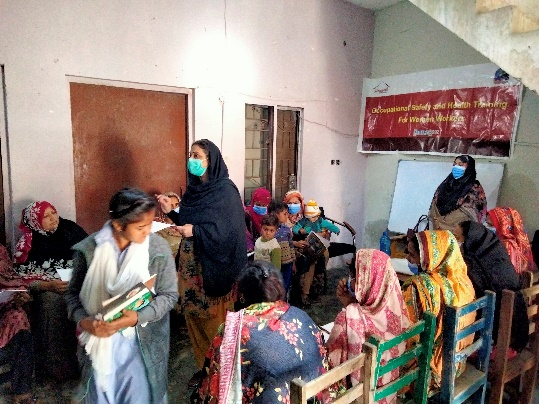 Occupational Safety and Health Training
For Women Workers